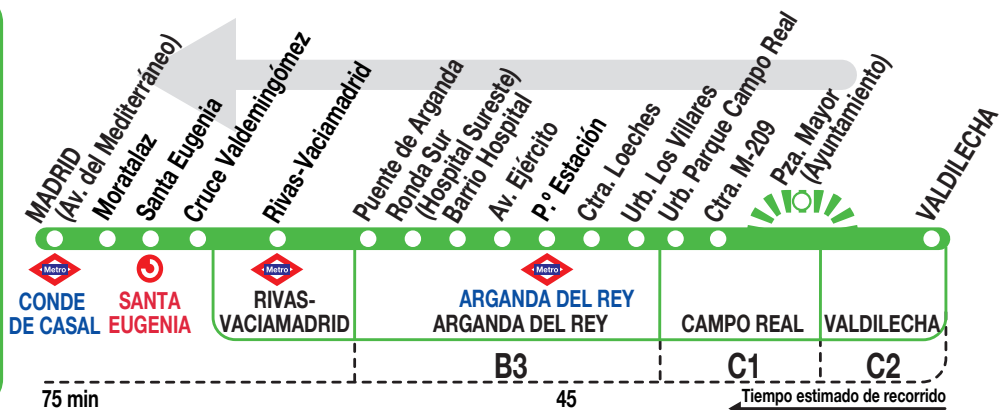 MADRID
(Av. del Mediterráneo)
Moratalaz
Santa Eugenia
Cruce Valdemingómez
Rivas-Vaciamadrid
Puente de Arganda
Ronda Sur
(Hospital Sureste)
Barrio Hospital
Av. Ejército
P.º Estación
Ctra. Loeches
Urb. Los Villares
Urb. Parque Campo Real
Ctra. M-209
Pza. Mayor
(Ayuntamiento)
VALDILECHA
Metro
Metro
Metro
CONDE
DE CASAL
SANTA
EUGENIA
RIVAS-
VACIAMADRID
ARGANDA DEL REY
ARGANDA DEL REY
CAMPO REAL
VALDILECHA
B3
C1
C2
75 min
45
Tiempo estimado de recorrido